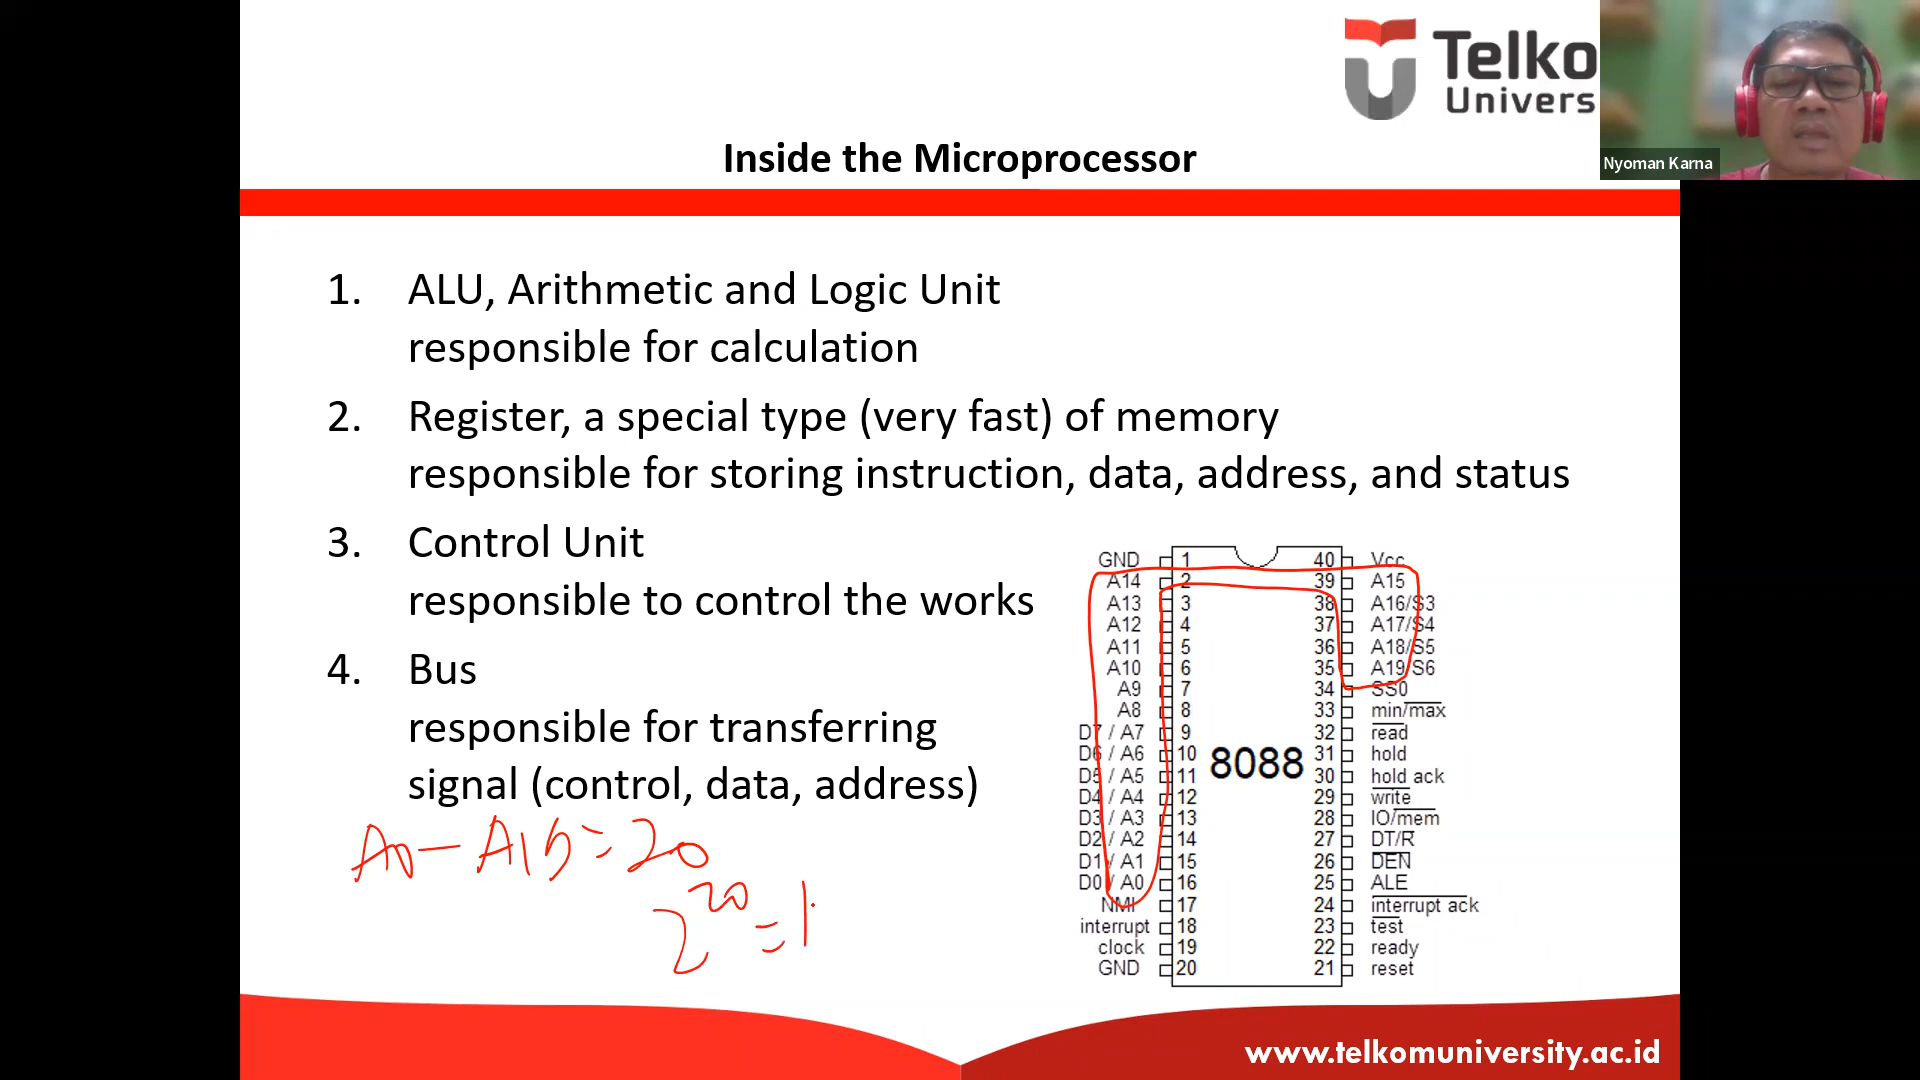 Telko
Univers
Nyoman Karna
Inside the Microprocessor
1. ALU, Arithmetic and Logic Unit
responsible for calculation
2. Register, a special type (very fast) of memory
responsible for storing instruction, data, address, and status
3. Control Unit
responsible to control the works
4. Bus
responsible for transferring
signal (control, data, address)
A0 - A19 = 20
2^20 = 1
GND 1 40 Vcc
A14 2 39 A15
A13 3 38 A16/S3
A12 4 37 A17/S4
A11 5 36 A18/S5
A10 6 35 A19/S6
A9 7 34 SS0
A8 8 33 min/max
D7 / A7 9 32 read
D6 / A6 10 31 hold
D5 / A5 11 30 hold ack
D4 / A4 12 29 write
D3 / A3 13 28 IO/mem
D2 / A2 14 27 DT/R
D1 / A1 15 26 DEN
D0 / A0 16 25 ALE
NMI 17 24 interrupt ack
interrupt 18 23 test
clock 19 22 ready
GND 20 21 reset
8088
www.telkomuniversity.ac.id